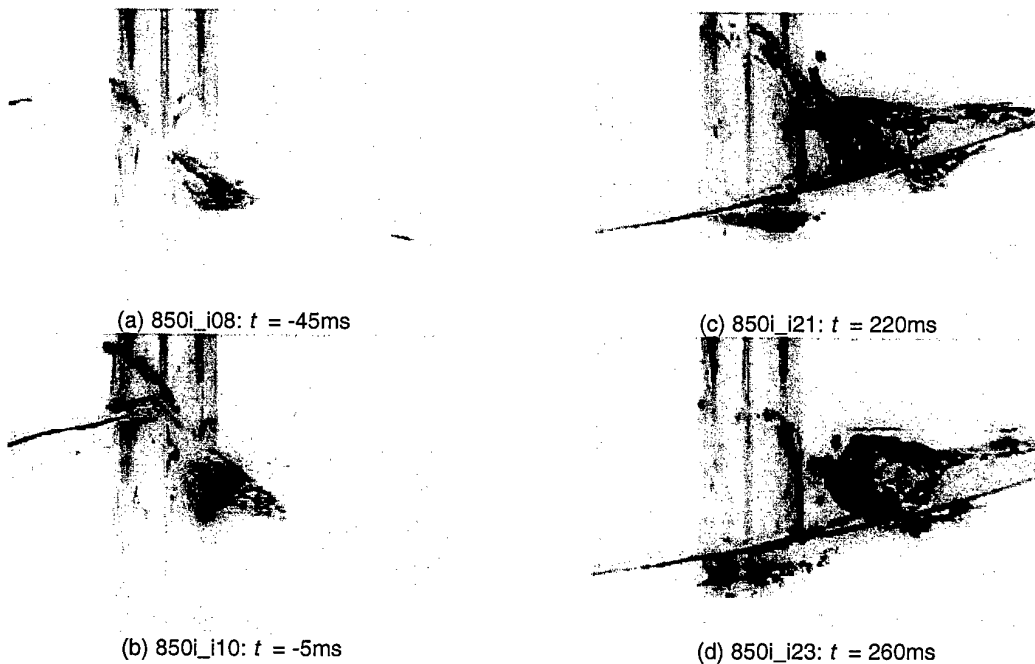 (a) 850i_i08: t = -45ms
(b) 850i_i10: t = -5ms
(c) 850i_i21: t = 220ms
(d) 850i_i23: t = 260ms